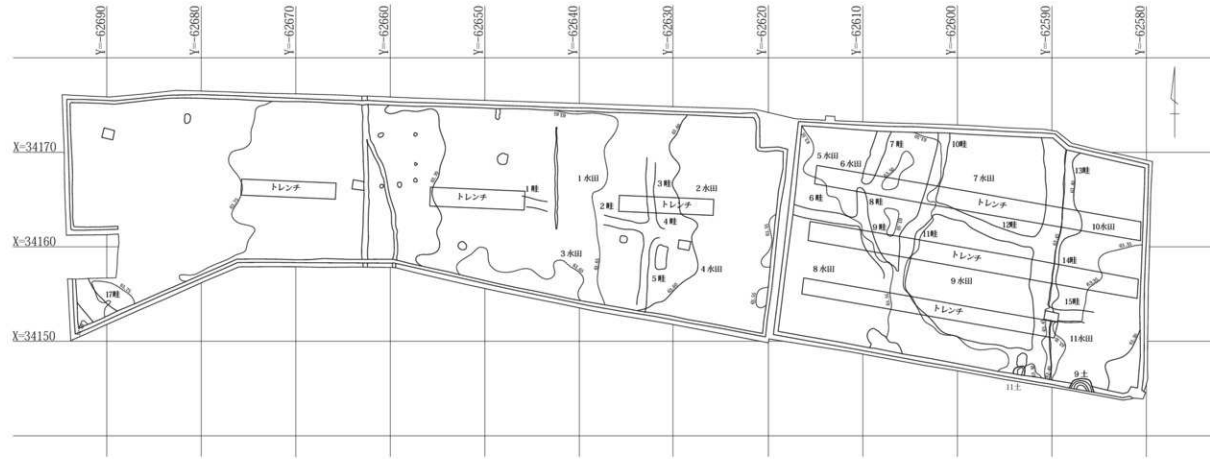 Y=-62690
Y=-62680
Y=-62670
Y=-62660
Y=-62650
Y=-62640
Y=-62630
Y=-62620
Y=-62610
Y=-62600
Y=-62590
Y=-62580
X=34170
X=34160
X=34150
トレンチ
トレンチ
1畦
1水田
2畦
3畦
2水田
トレンチ
4畦
3水田
5畦
4水田
17畦
5水田
6水田
7畦
10畦
7水田
13畦
トレンチ
6畦
8畦
9畦
11畦
12畦
10水田
トレンチ
14畦
8水田
9水田
15畦
トレンチ
11水田
9土
11土